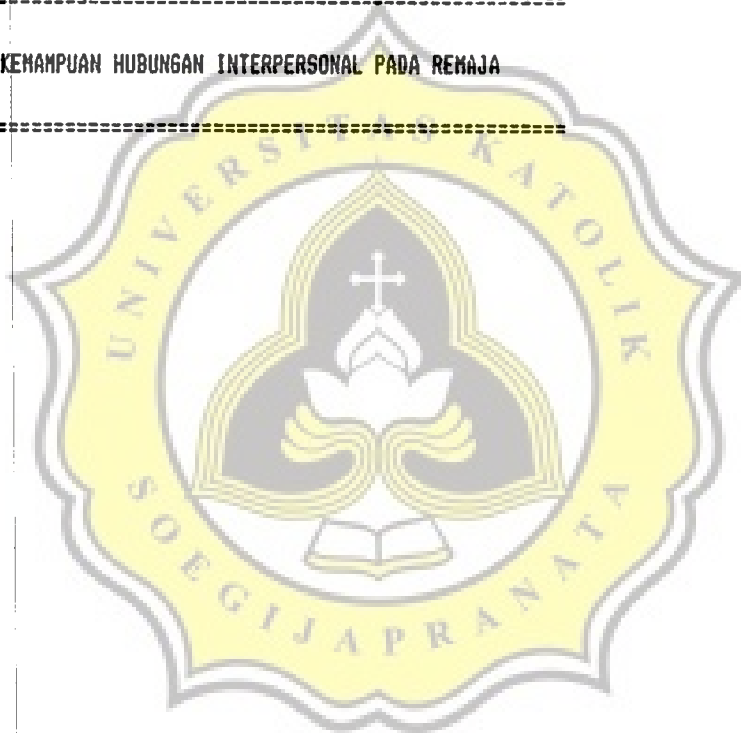 KEMAMPUAN HUBUNGAN INTERPERSONAL PADA REMAJA
UNIVERSITAS KATOLIK
SOEGIJAPRANATA